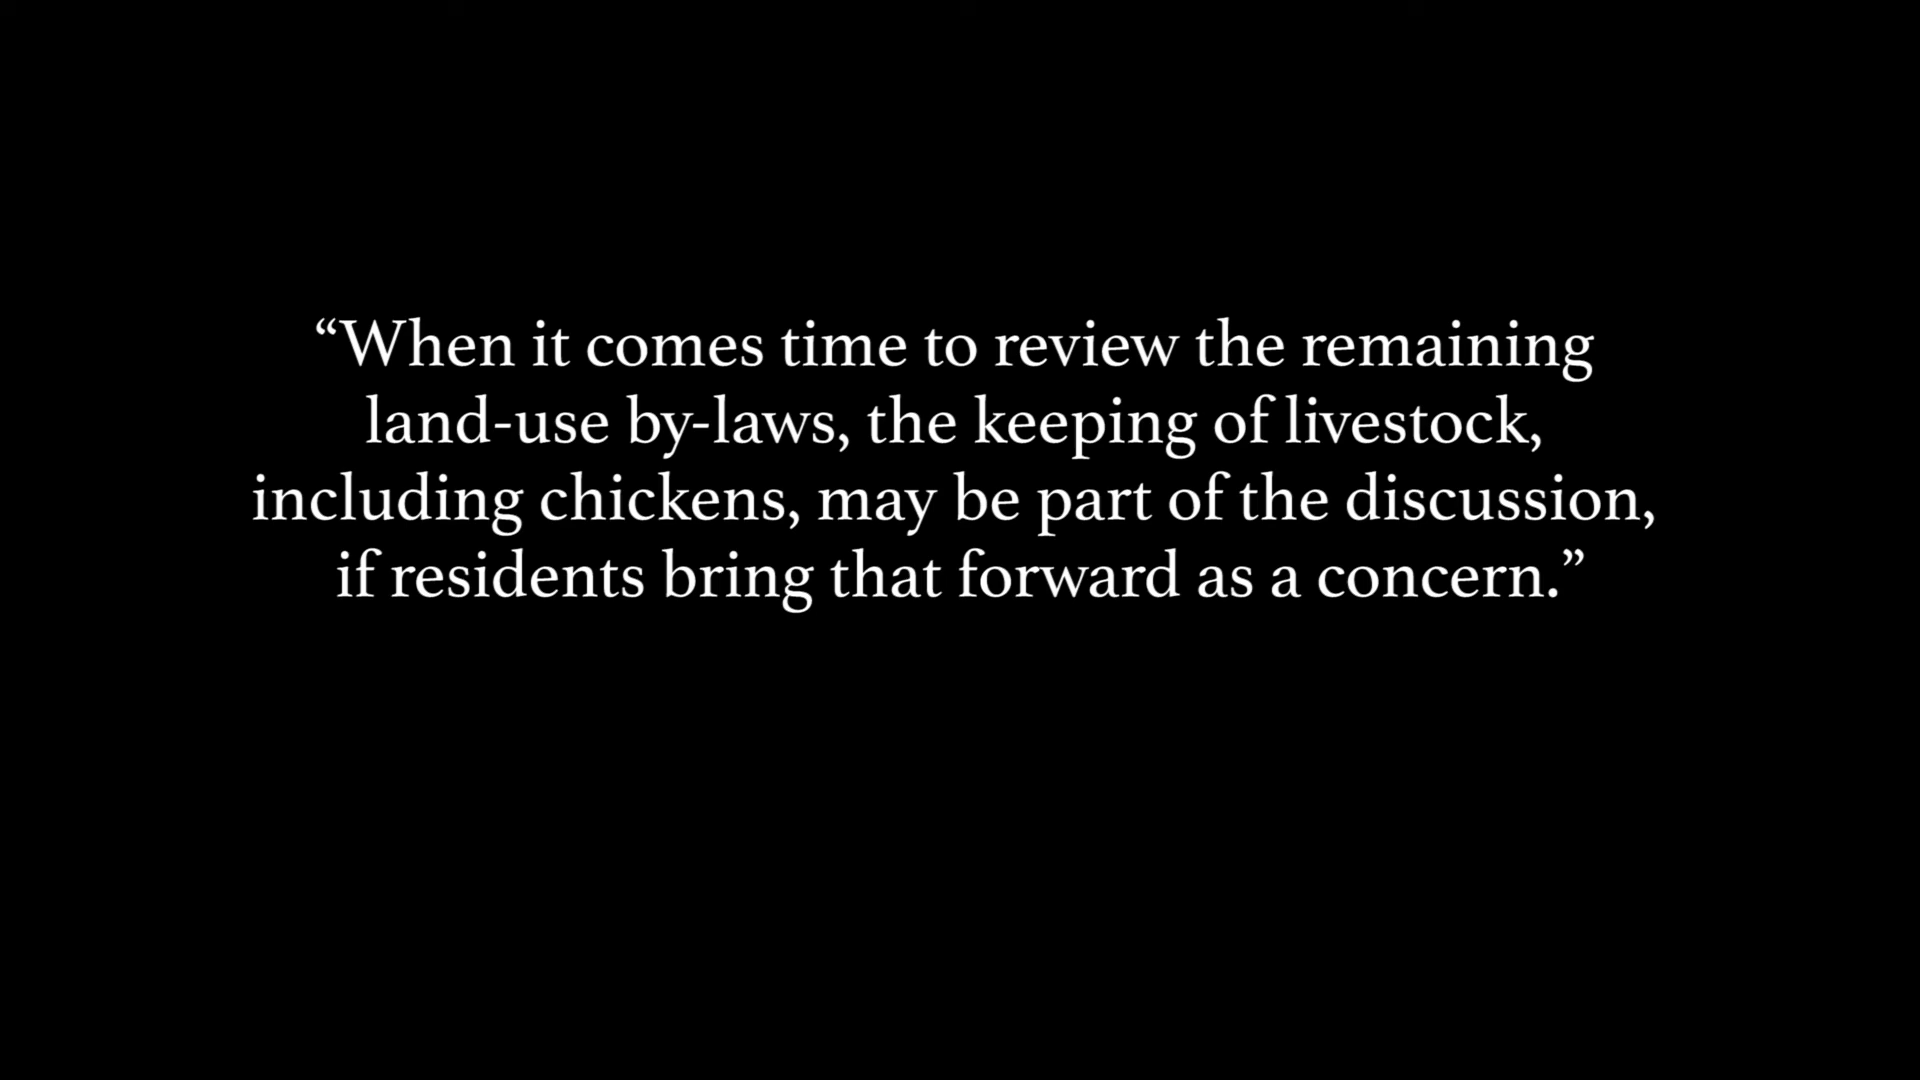 “When it comes time to review the remaining
land-use by-laws, the keeping of livestock,
including chickens, may be part of the discussion,
if residents bring that forward as a concern.”